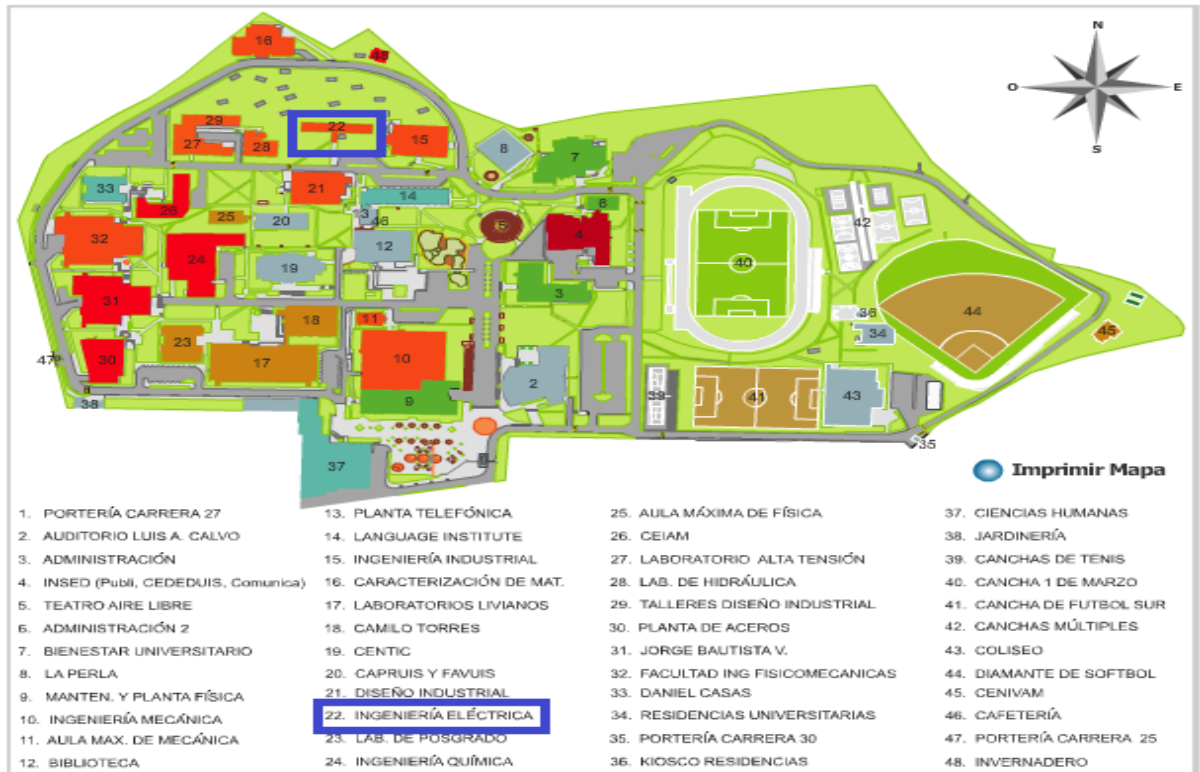 N
O E
S
16
48
29
22
27
28
15
8
7
33
21
14
26
25
20
13
46
6
5
4
42
32
24
19
12
40
3
31
36
44
18
11
34
45
23
17
10
47
30
2
38
9
39
41
43
35
37
Imprimir Mapa
1. PORTERÍA CARRERA 27
2. AUDITORIO LUIS A. CALVO
3. ADMINISTRACIÓN
4. INSED (Publi, CEDEDUIS, Comunica)
5. TEATRO AIRE LIBRE
6. ADMINISTRACIÓN 2
7. BIENESTAR UNIVERSITARIO
8. LA PERLA
9. MANTEN. Y PLANTA FÍSICA
10. INGENIERÍA MECÁNICA
11. AULA MAX. DE MECÁNICA
12. BIBLIOTECA
13. PLANTA TELEFÓNICA
14. LANGUAGE INSTITUTE
15. INGENIERÍA INDUSTRIAL
16. CARACTERIZACIÓN DE MAT.
17. LABORATORIOS LIVIANOS
18. CAMILO TORRES
19. CENTIC
20. CAPRUIS Y FAVUIS
21. DISEÑO INDUSTRIAL
22. INGENIERÍA ELÉCTRICA
23. LAB. DE POSGRADO
24. INGENIERÍA QUÍMICA
25. AULA MÁXIMA DE FÍSICA
26. CEIAM
27. LABORATORIO ALTA TENSIÓN
28. LAB. DE HIDRÁULICA
29. TALLERES DISEÑO INDUSTRIAL
30. PLANTA DE ACEROS
31. JORGE BAUTISTA V.
32. FACULTAD ING FISICOMECANICAS
33. DANIEL CASAS
34. RESIDENCIAS UNIVERSITARIAS
35. PORTERÍA CARRERA 30
36. KIOSCO RESIDENCIAS
37. CIENCIAS HUMANAS
38. JARDINERÍA
39. CANCHAS DE TENIS
40. CANCHA 1 DE MARZO
41. CANCHA DE FUTBOL SUR
42. CANCHAS MÚLTIPLES
43. COLISEO
44. DIAMANTE DE SOFTBOL
45. CENIVAM
46. CAFETERÍA
47. PORTERÍA CARRERA 25
48. INVERNADERO